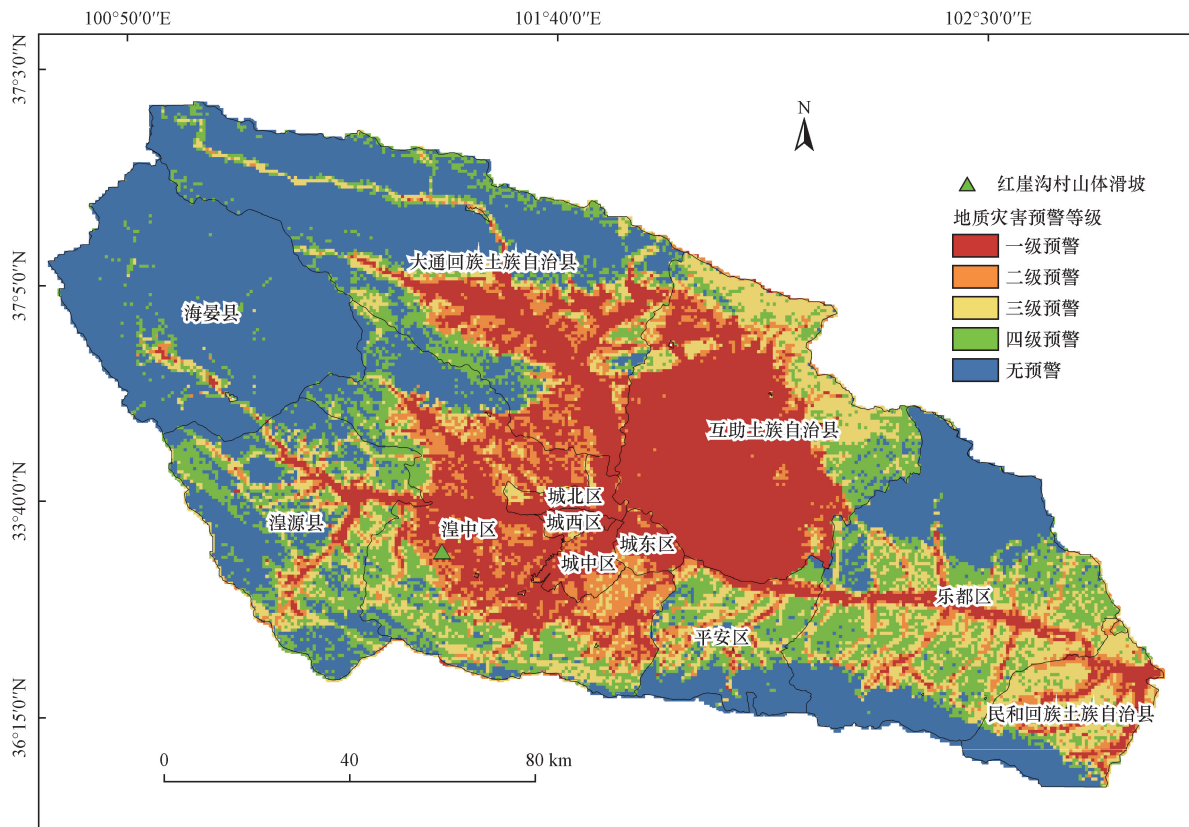 100°50′0″N
101°40′0″N
102°30′0″N
37°3′0″N
37°5′0″N
33°40′0″N
36°15′0″N
N
红崖沟村山体滑坡
地质灾害预警等级
一级预警
二级预警
三级预警
四级预警
无预警
大通回族土族自治县
海晏县
互助土族自治县
城北区
湟源县
湟中区
城西区
城东区
城中区
乐都区
平安区
民和回族土族自治县
0
40
80 km